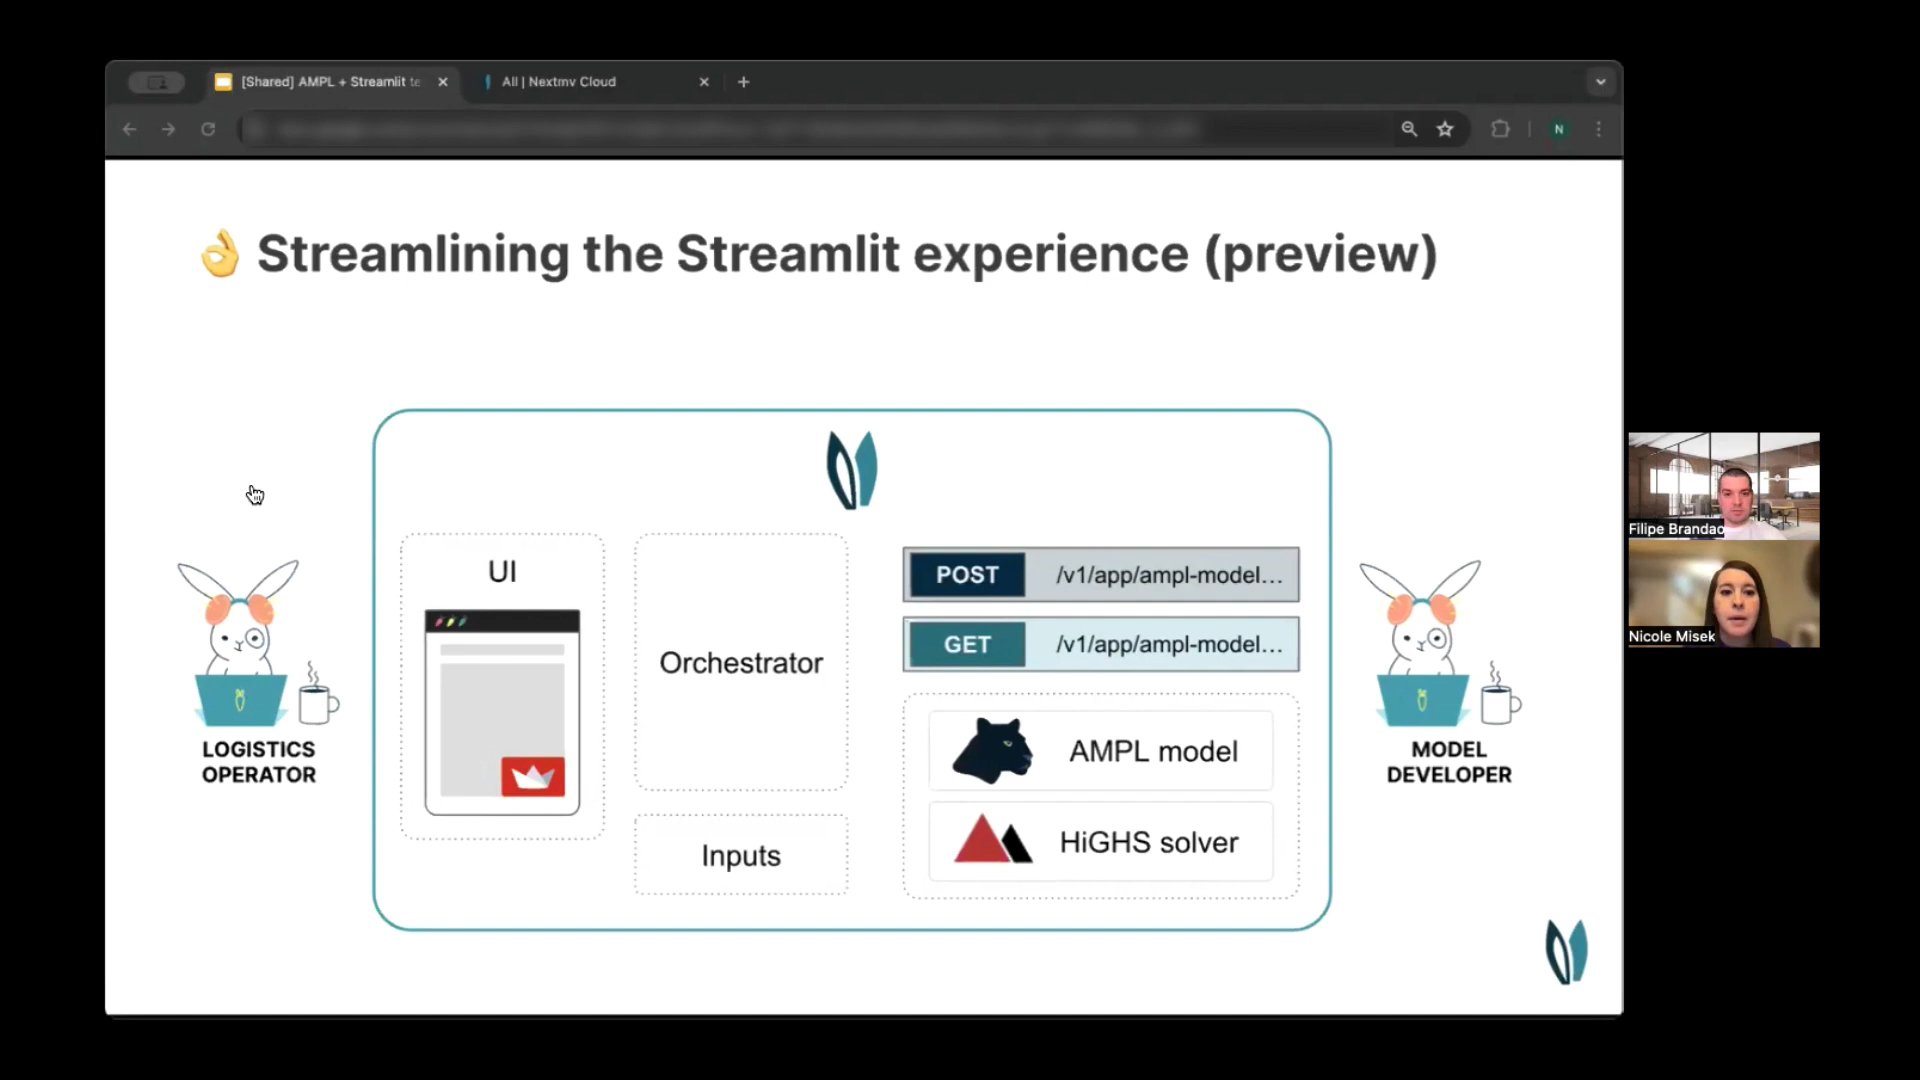 [Shared] AMPL + Streamlit te
All | Nextmv Cloud
N
👌 Streamlining the Streamlit experience (preview)
UI
Orchestrator
Inputs
POST /v1/app/ampl-model...
GET /v1/app/ampl-model...
AMPL model
HiGHS solver
LOGISTICS
OPERATOR
MODEL
DEVELOPER
Filipe Brandao
Nicole Misek